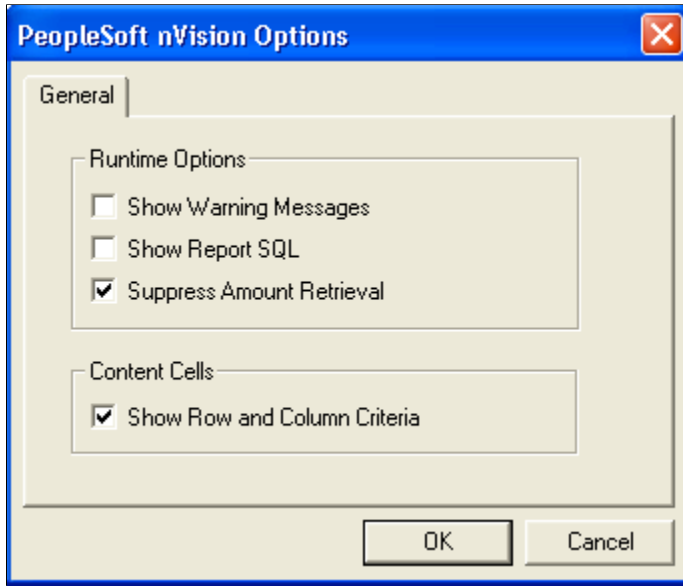 PeopleSoft nVision Options
General
Runtime Options
Show Warning Messages
Show Report SQL
Suppress Amount Retrieval
Content Cells
Show Row and Column Criteria
OK Cancel